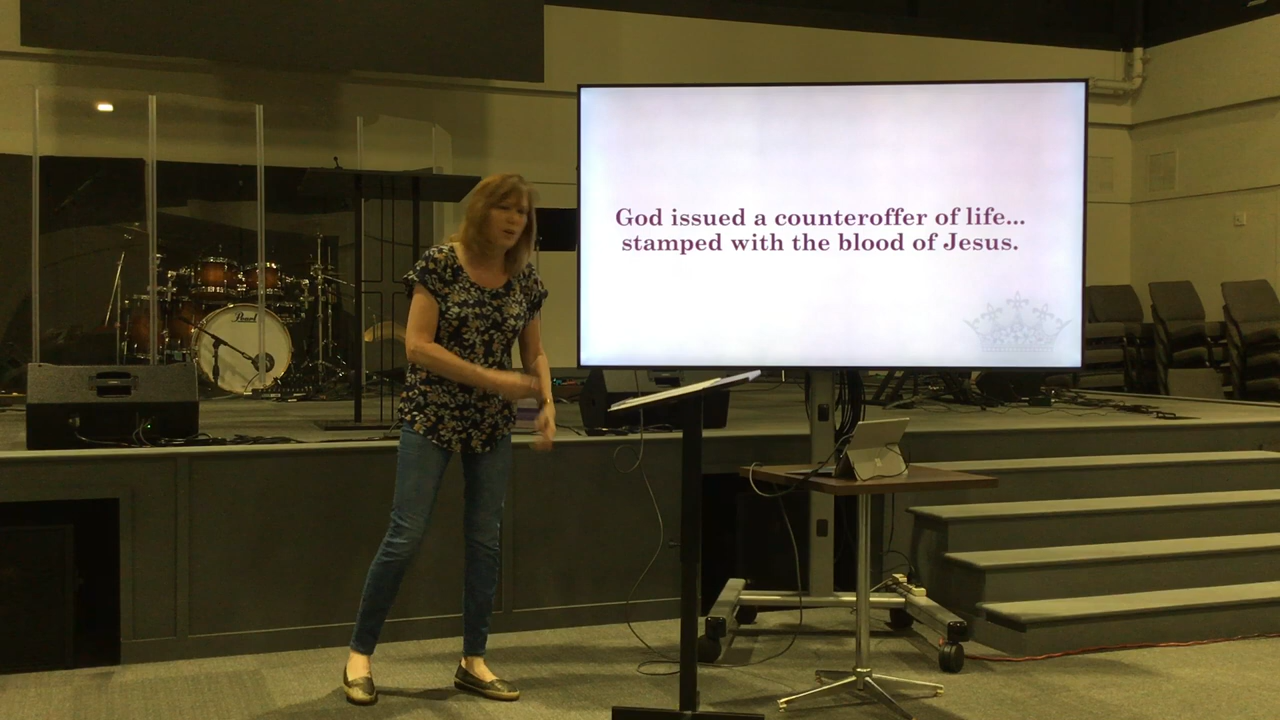 God issued a counteroffer of life...
stamped with the blood of Jesus.
Pearl